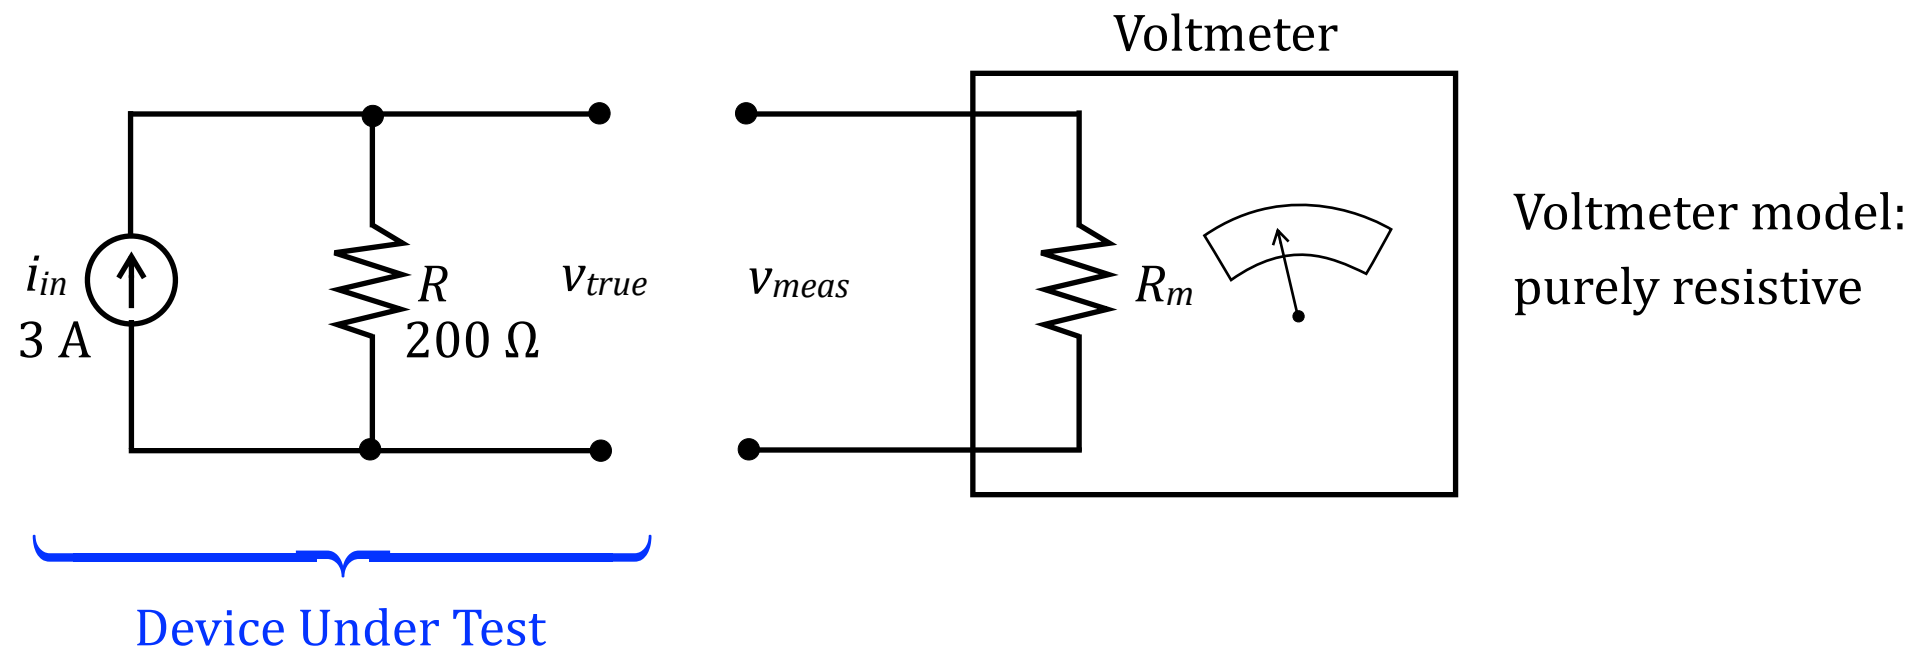 Voltmeter
i_in
3 A
R
200 Ω
v_true
v_meas
R_m
Voltmeter model:
purely resistive
Device Under Test